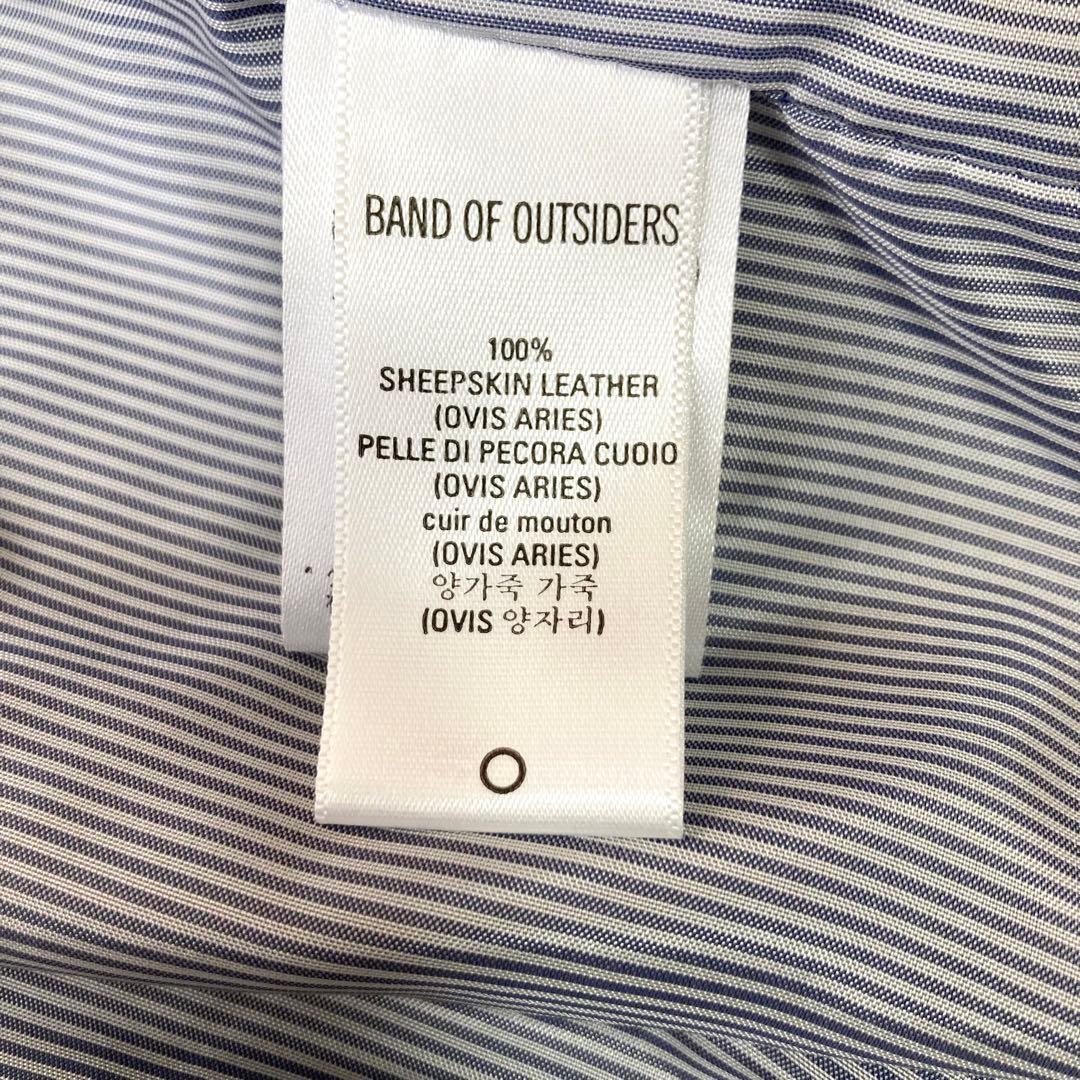 BAND OF OUTSIDERS
100%
SHEEPSKIN LEATHER
(OVIS ARIES)
PELLE DI PECORA CUOIO
(OVIS ARIES)
cuir de mouton
(OVIS ARIES)
양가죽 가죽
(OVIS 양자리)